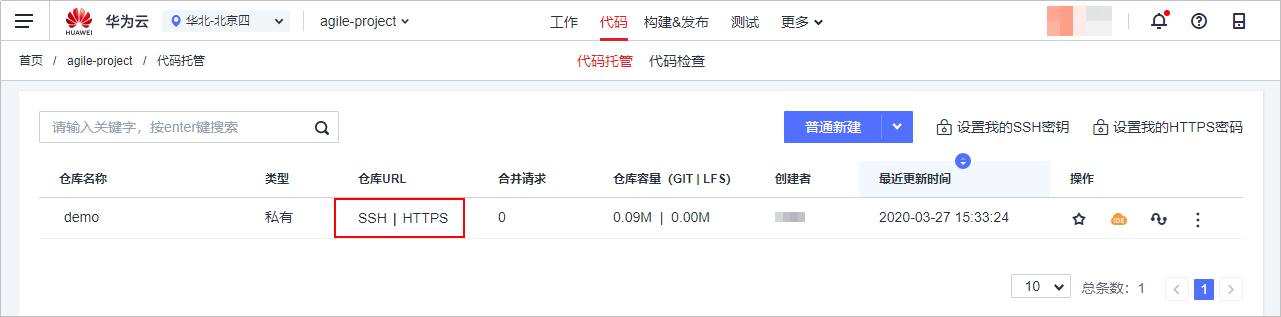 HUAWEI 华为云 华北-北京四 agile-project 工作 代码 构建&发布 测试 更多
首页 / agile-project / 代码托管 代码托管 代码检查
请输入关键字，按enter键搜索 普通新建 设置我的SSH密钥 设置我的HTTPS密码
仓库名称 类型 仓库URL 合并请求 仓库容量（GIT | LFS） 创建者 最近更新时间 操作
demo 私有 SSH | HTTPS 0 0.09M | 0.00M 2020-03-27 15:33:24 IDE
10 总条数：1 1